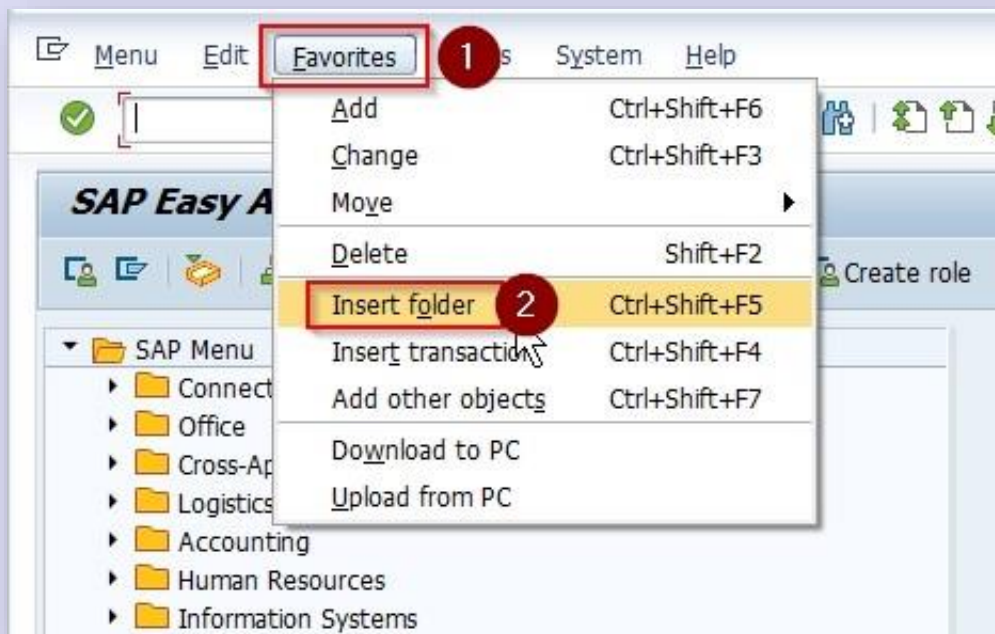 Menu Edit Favorites 1 s System Help
Add Ctrl+Shift+F6
Change Ctrl+Shift+F3
Move
SAP Easy A
Delete Shift+F2
Create role
Insert folder 2 Ctrl+Shift+F5
Insert transaction Ctrl+Shift+F4
Add other objects Ctrl+Shift+F7
Download to PC
Upload from PC
SAP Menu
Connect
Office
Cross-Ap
Logistics
Accounting
Human Resources
Information Systems